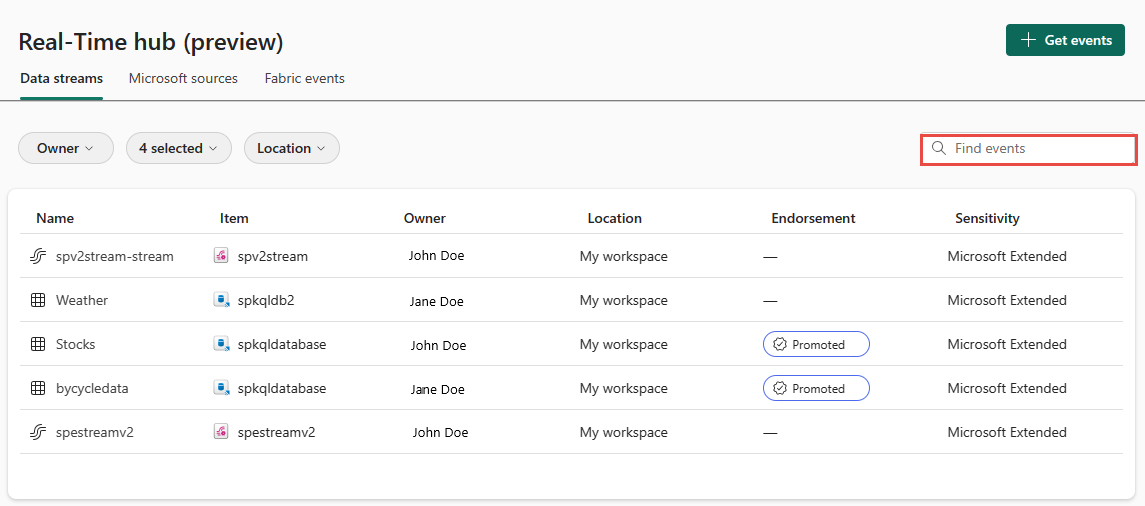 Real-Time hub (preview)
Get events
Data streams Microsoft sources Fabric events
Owner 4 selected Location
Find events
Name Item Owner Location Endorsement Sensitivity
spv2stream-stream spv2stream John Doe My workspace — Microsoft Extended
Weather spkqldb2 Jane Doe My workspace — Microsoft Extended
Stocks spkqldatabase John Doe My workspace Promoted Microsoft Extended
bycycledata spkqldatabase Jane Doe My workspace Promoted Microsoft Extended
spestreamv2 spestreamv2 John Doe My workspace — Microsoft Extended